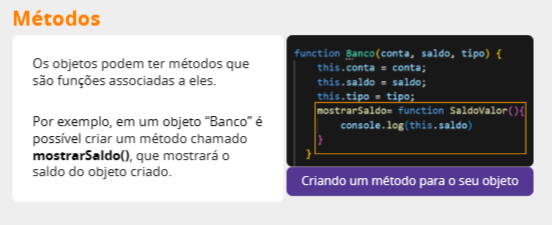 Métodos
Os objetos podem ter métodos que
são funções associadas a eles.
Por exemplo, em um objeto “Banco” é
possível criar um método chamado
mostrarSaldo(), que mostrará o
saldo do objeto criado.
function Banco(conta, saldo, tipo) {
this.conta = conta;
this.saldo = saldo;
this.tipo = tipo;
mostrarSaldo= function SaldoValor(){
console.log(this.saldo)
}
}
Criando um método para o seu objeto